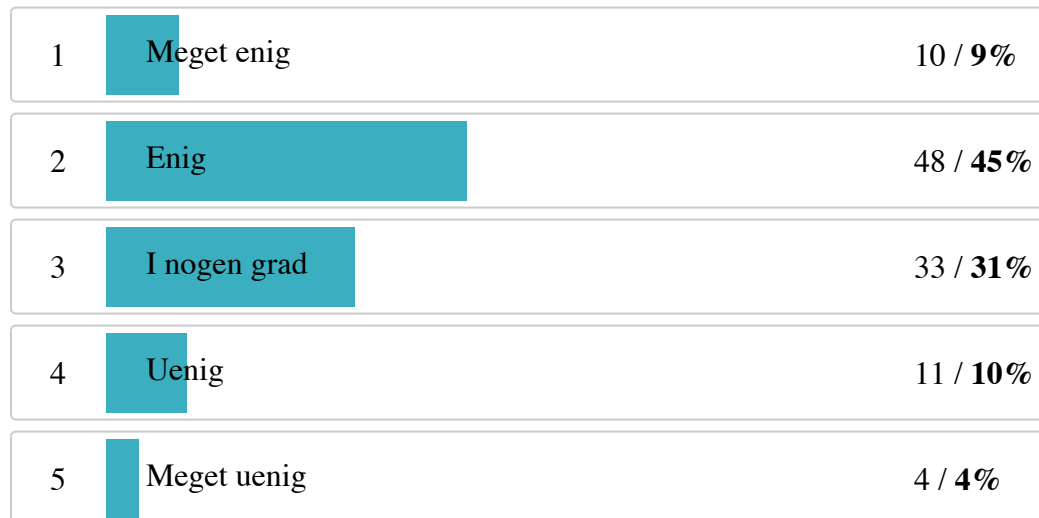 1 Meget enig 10 / 9%
2 Enig 48 / 45%
3 I nogen grad 33 / 31%
4 Uenig 11 / 10%
5 Meget uenig 4 / 4%